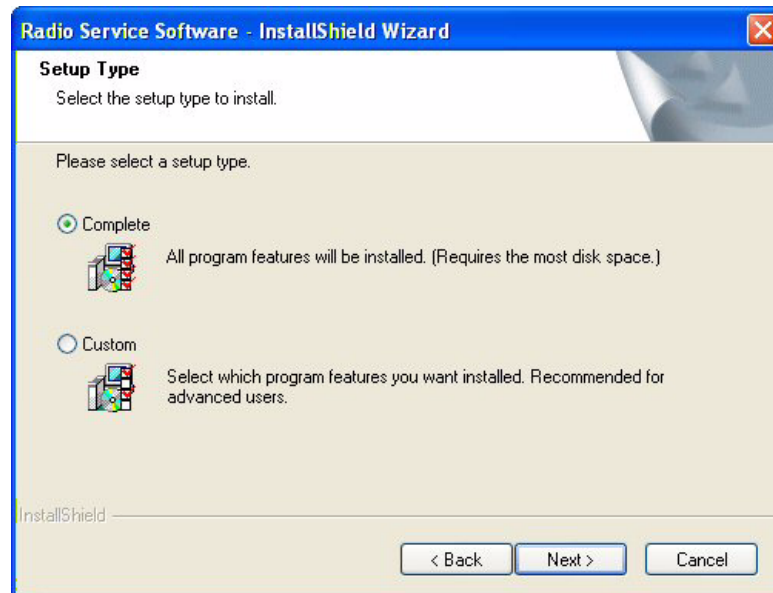 Radio Service Software - InstallShield Wizard
Setup Type
Select the setup type to install.
Please select a setup type.
Complete
All program features will be installed. (Requires the most disk space.)
Custom
Select which program features you want installed. Recommended for
advanced users.
InstallShield
< Back
Next >
Cancel